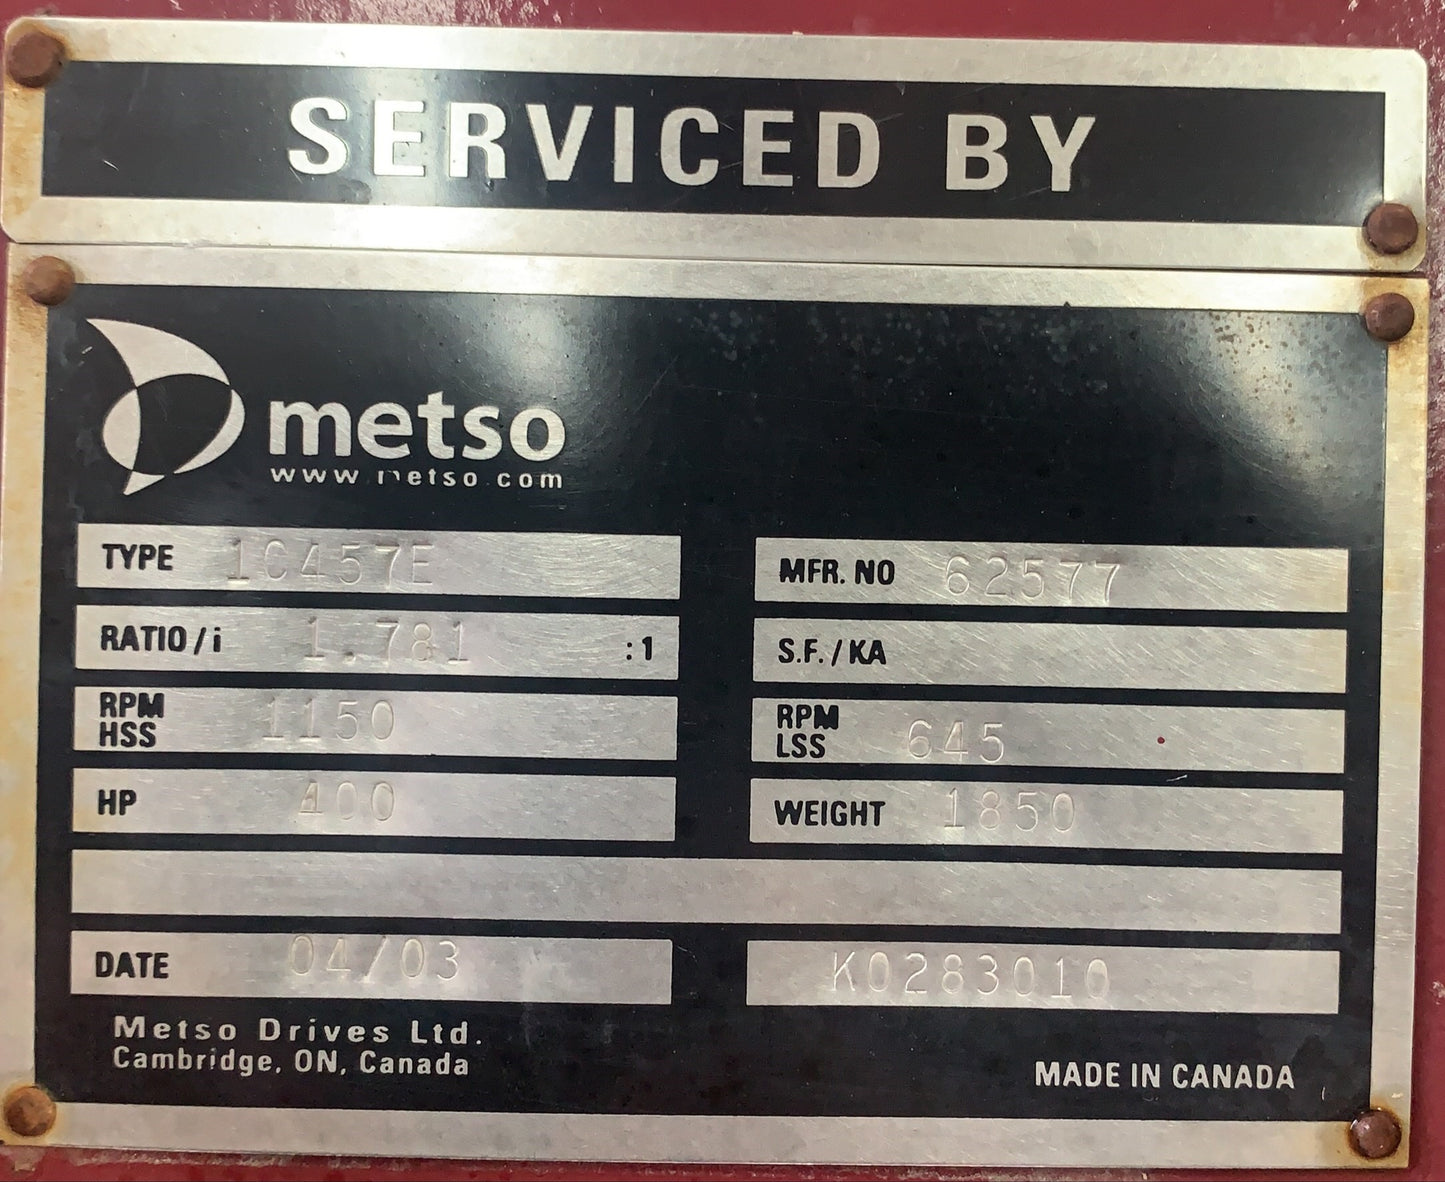 SERVICED BY
metso
www.metso.com
TYPE 1C457E
MFR. NO 62577
RATIO/i 1.781 :1
S.F./KA
RPM HSS 1150
RPM LSS 645
HP 400
WEIGHT 1850
DATE 04/03
K0283010
Metso Drives Ltd.
Cambridge, ON, Canada
MADE IN CANADA